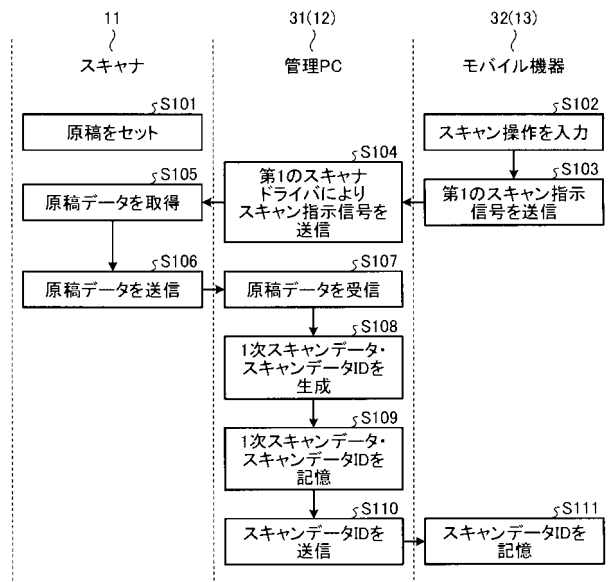 11
31(12)
32(13)
スキャナ
管理PC
モバイル機器
S101
原稿をセット
S102
スキャン操作を入力
S103
第1のスキャン指示
信号を送信
S104
第1のスキャナ
ドライバにより
スキャン指示信号を
送信
S105
原稿データを取得
S106
原稿データを送信
S107
原稿データを受信
S108
1次スキャンデータ・
スキャンデータIDを
生成
S109
1次スキャンデータ・
スキャンデータIDを
記憶
S110
スキャンデータIDを
送信
S111
スキャンデータIDを
記憶